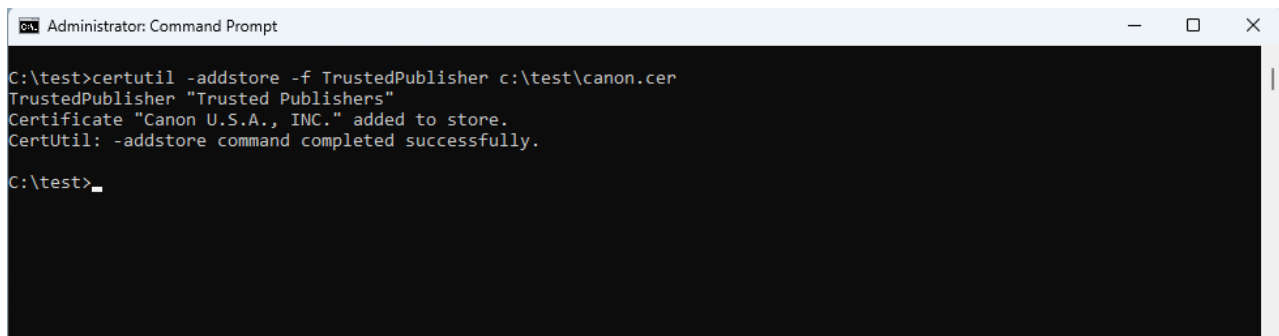 Administrator: Command Prompt
C:\test>certutil -addstore -f TrustedPublisher c:\test\canon.cer
TrustedPublisher "Trusted Publishers"
Certificate "Canon U.S.A., INC." added to store.
CertUtil: -addstore command completed successfully.
C:\test>